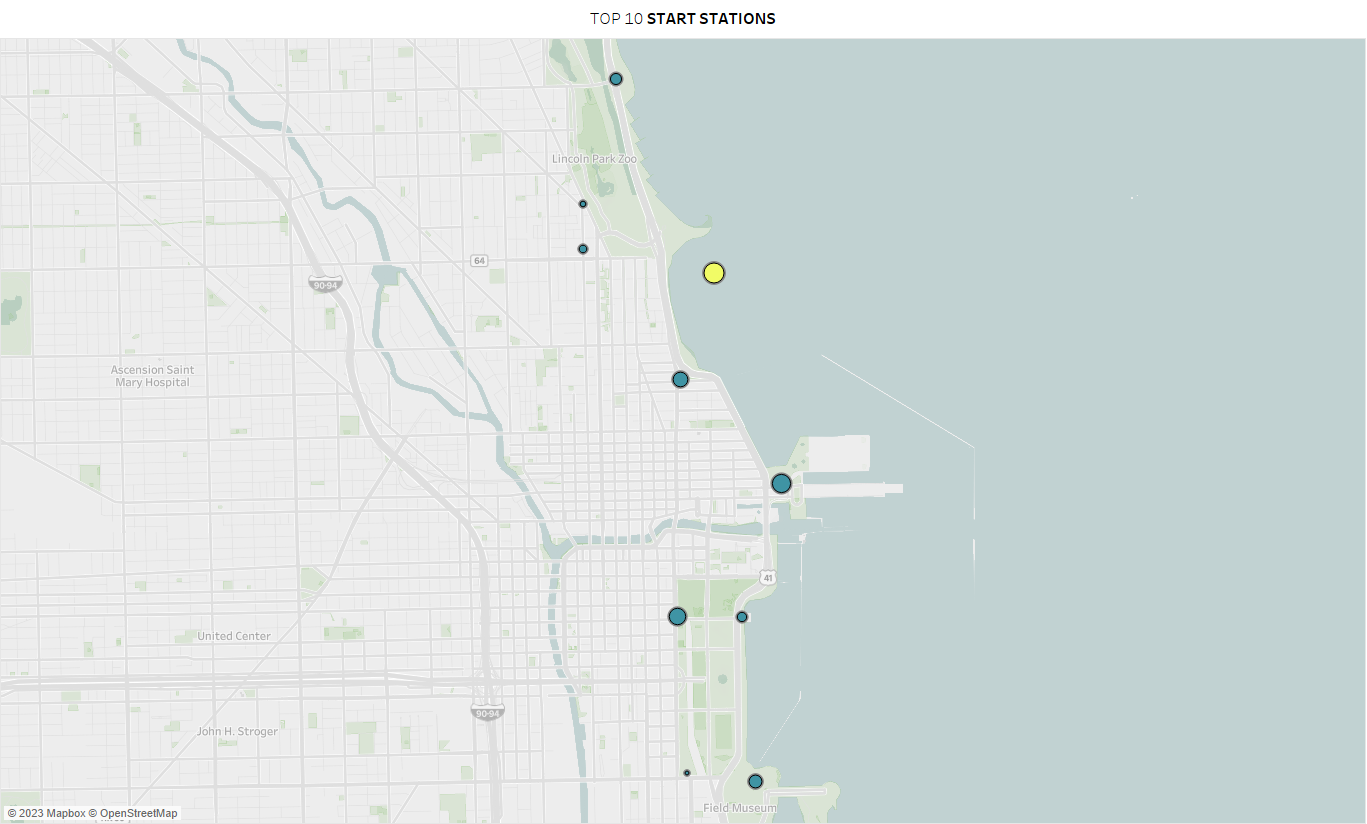 TOP 10 START STATIONS
Lincoln Park Zoo
64
90-94
Ascension Saint
Mary Hospital
41
United Center
90-94
John H. Stroger
Field Museum
© 2023 Mapbox © OpenStreetMap